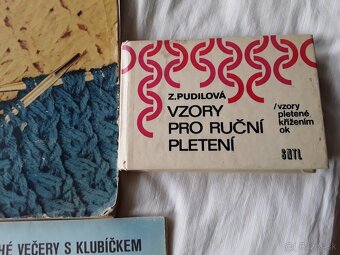 Z.PUDILOVÁ
VZORY
PRO RUČNÍ
PLETENÍ
/vzory
pletené
křížením
ok
SNTL
HÉ VEČERY S KLUBÍČKEM